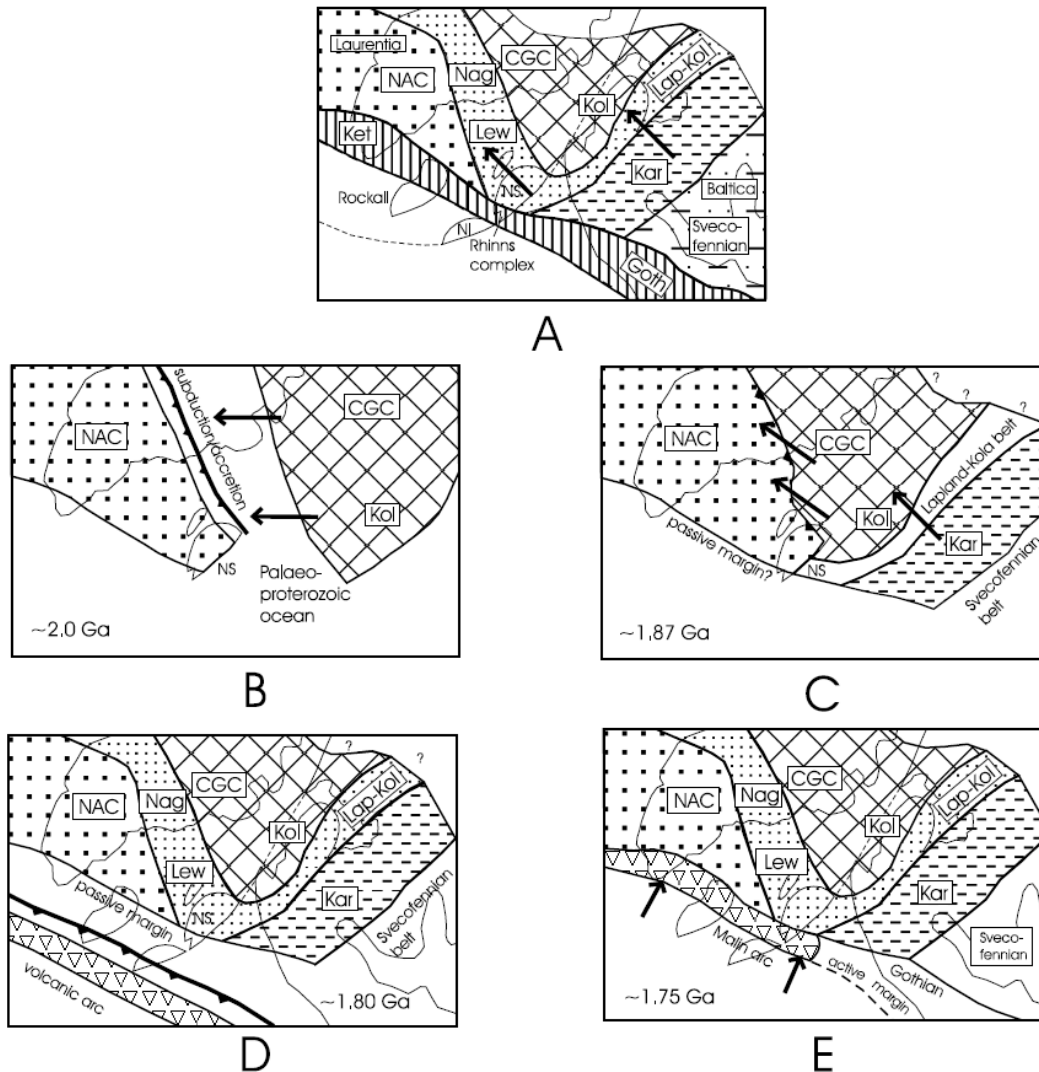 Laurentia
NAC
Nag
CGC
Lap-Kol
Kol
Ket
Lew
NS
Kar
Baltica
Rockall
NI
Rhinns
complex
Sveco-
fennian
Goth
A
subduction/accretion
NAC
CGC
Kol
NS
Palaeo-
proterozoic
ocean
~2.0 Ga
B
?
?
NAC
CGC
Lapland-Kola belt
Kol
Kar
passive margin?
NS
Svecofennian
belt
~1.87 Ga
C
?
?
NAC
Nag
CGC
Lap-Kol
Kol
Lew
NS
Kar
passive margin
Svecofennian
belt
volcanic arc
~1.80 Ga
D
?
?
NAC
Nag
CGC
Lap-Kol
Kol
Lew
NS
Kar
Malin arc
active
margin
Gothian
Sveco-
fennian
~1.75 Ga
E